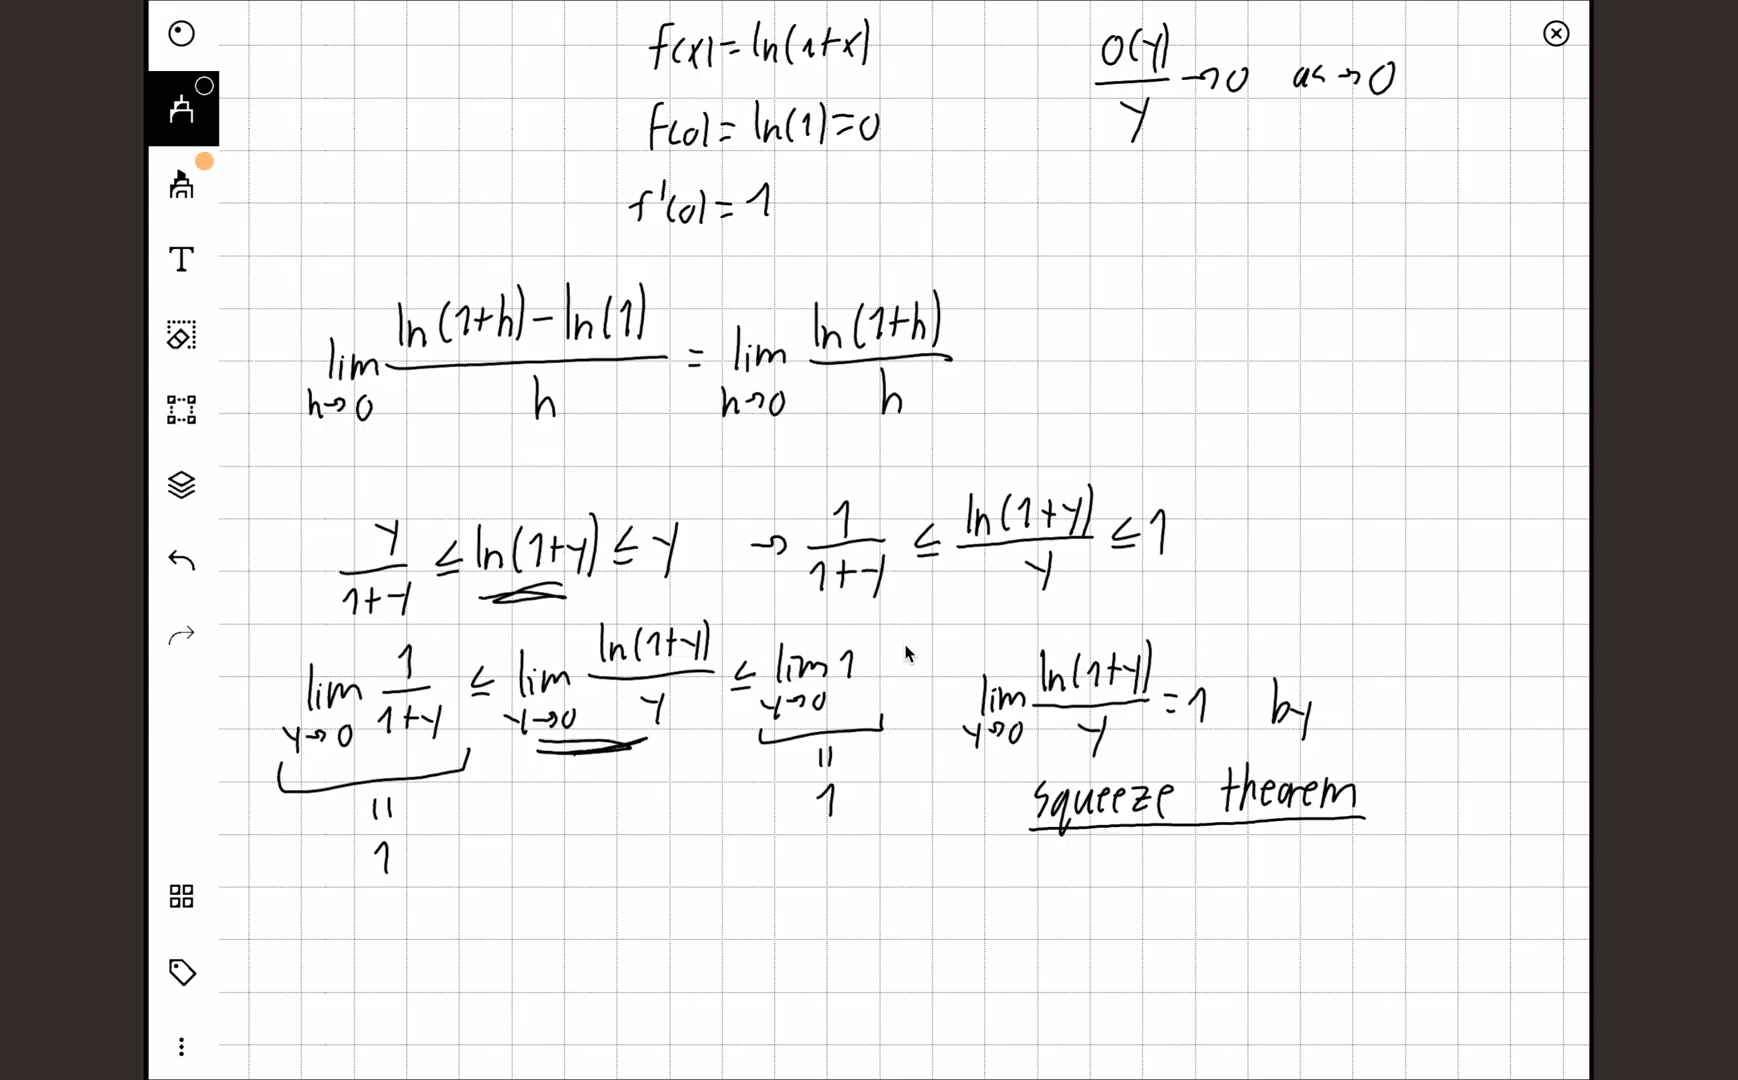 f(x) = ln(1+x)
O(y)/y → 0 as → 0
f(0) = ln(1) = 0
f'(0) = 1
lim h→0 (ln(1+h) - ln(1))/h = lim h→0 ln(1+h)/h
y/(1+y) ≤ ln(1+y) ≤ y → 1/(1+y) ≤ ln(1+y)/y ≤ 1
lim y→0 1/(1+y) ≤ lim y→0 ln(1+y)/y ≤ lim y→0 1
lim y→0 ln(1+y)/y = 1 by
squeeze theorem
= 1
= 1
T